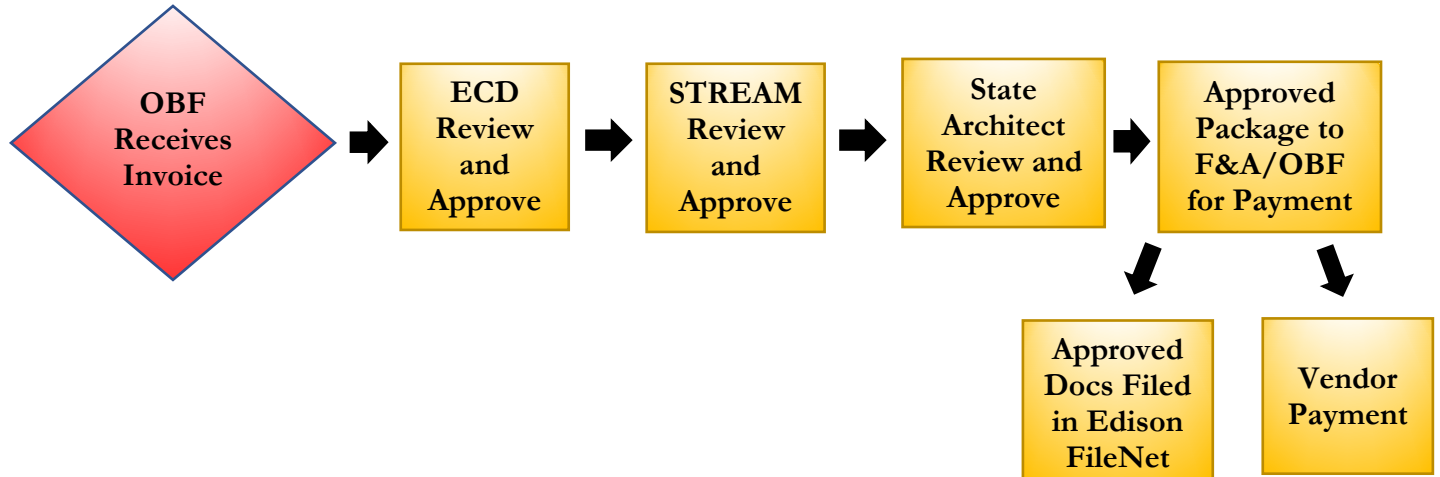 OBF
Receives
Invoice
ECD
Review
and
Approve
STREAM
Review
and
Approve
State
Architect
Review and
Approve
Approved
Package to
F&A/OBF
for Payment
Approved
Docs Filed
in Edison
FileNet
Vendor
Payment